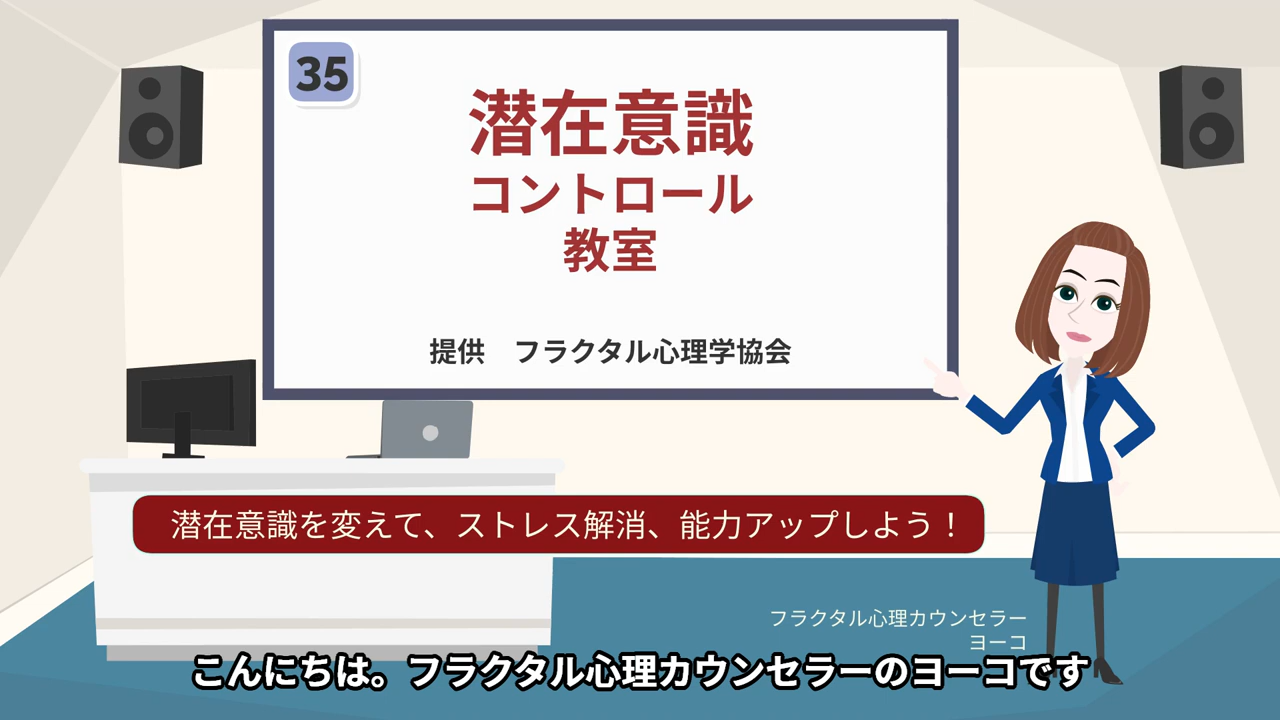 35
潜在意識
コントロール
教室
提供　フラクタル心理学協会
潜在意識を変えて、ストレス解消、能力アップしよう！
フラクタル心理カウンセラー
ヨーコ
こんにちは。フラクタル心理カウンセラーのヨーコです